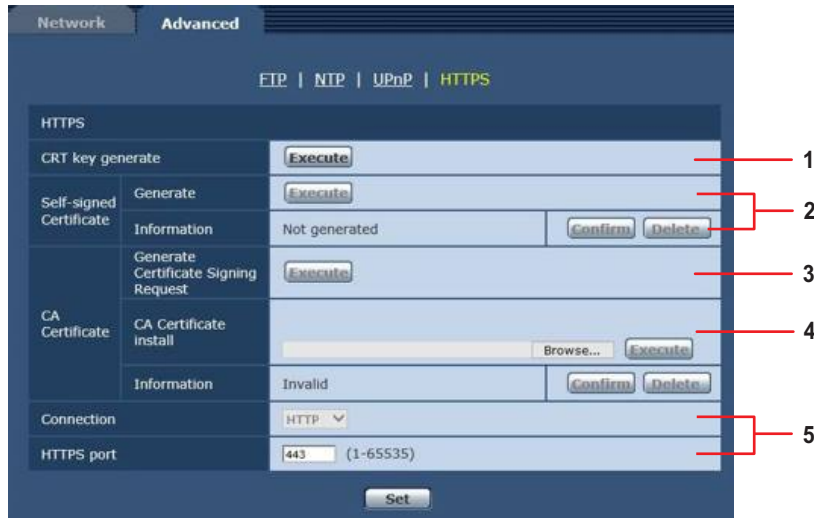 Network Advanced
FTP | NTP | UPnP | HTTPS
HTTPS
CRT key generate Execute 1
Self-signed Certificate
Generate Execute
2
Information Not generated Confirm Delete
CA Certificate
Generate Certificate Signing Request Execute 3
CA Certificate install Browse... Execute 4
Information Invalid Confirm Delete
Connection HTTP
5
HTTPS port 443 (1-65535)
Set